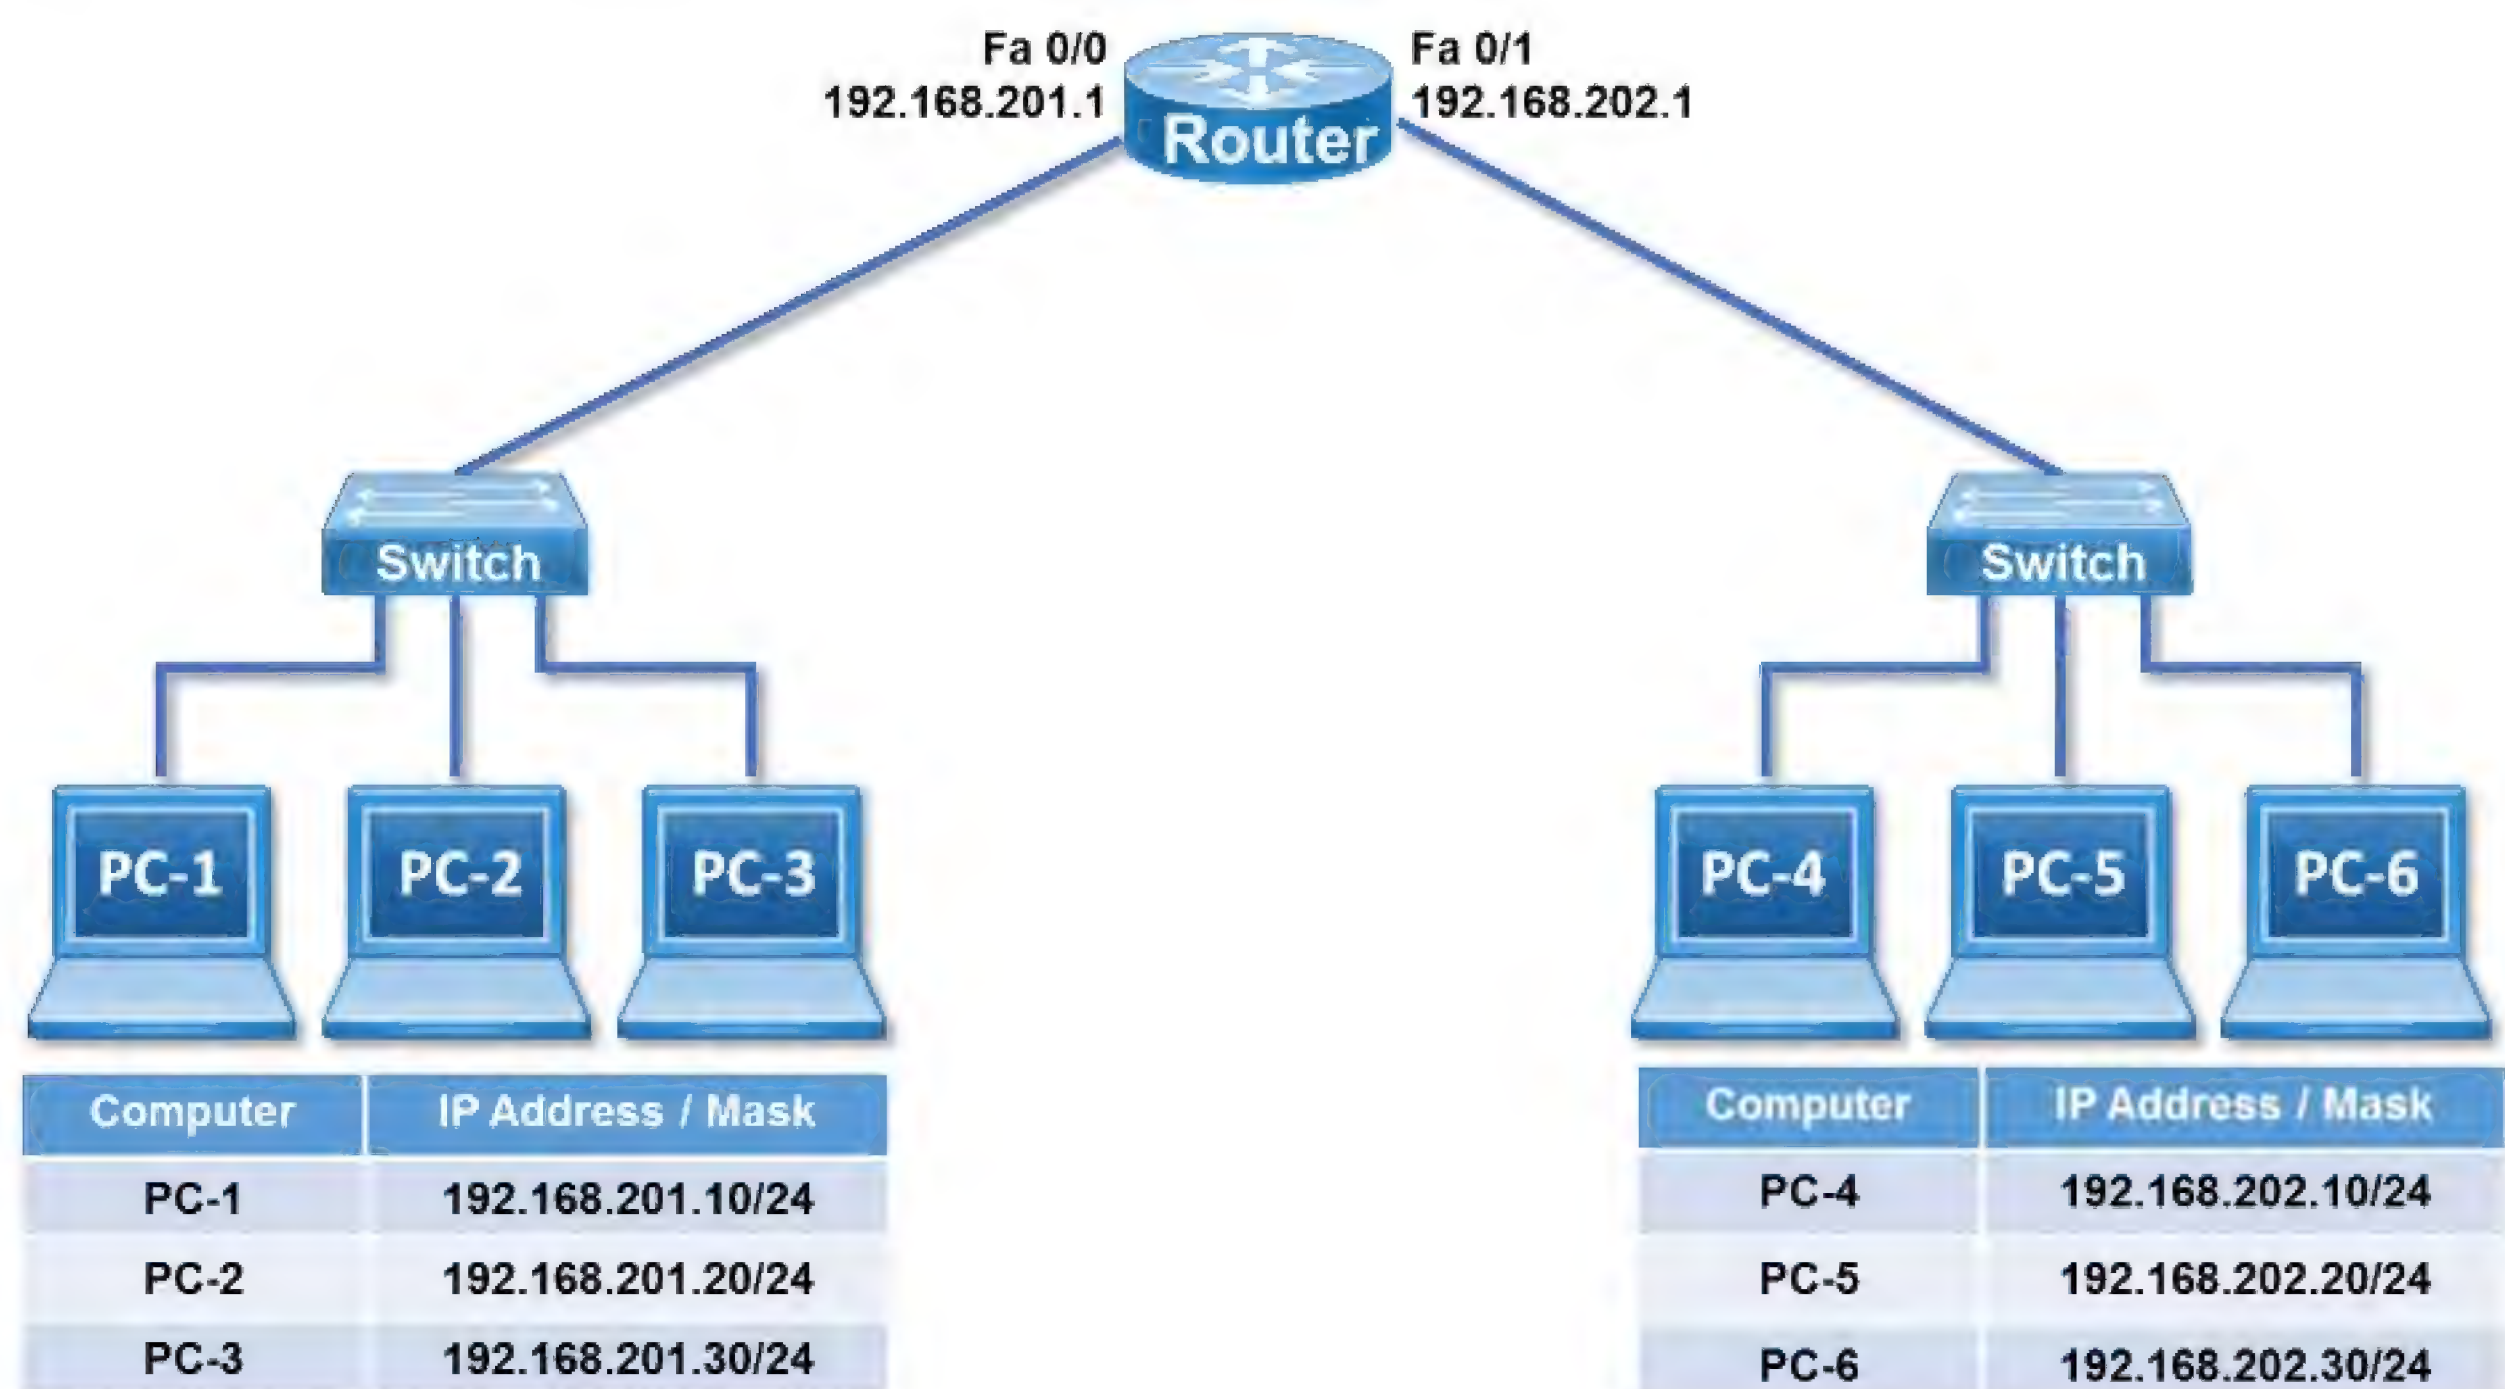 Fa 0/0
192.168.201.1
Fa 0/1
192.168.202.1
Router
Switch
Switch
PC-1
PC-2
PC-3
PC-4
PC-5
PC-6
Computer IP Address / Mask
PC-1 192.168.201.10/24
PC-2 192.168.201.20/24
PC-3 192.168.201.30/24
Computer IP Address / Mask
PC-4 192.168.202.10/24
PC-5 192.168.202.20/24
PC-6 192.168.202.30/24